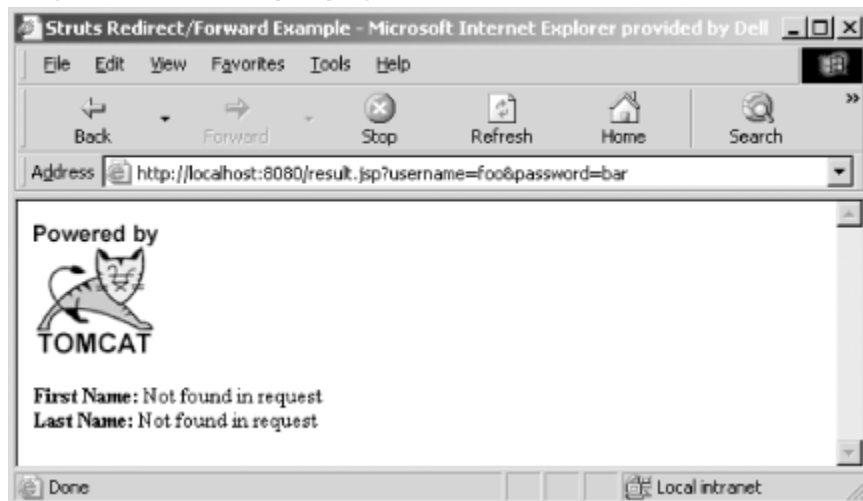 Struts Redirect/Forward Example - Microsoft Internet Explorer provided by Dell
File Edit View Favorites Tools Help
Back Forward Stop Refresh Home Search »
Address http://localhost:8080/result.jsp?username=foo&password=bar
Powered by
TOMCAT
First Name: Not found in request
Last Name: Not found in request
Done Local intranet